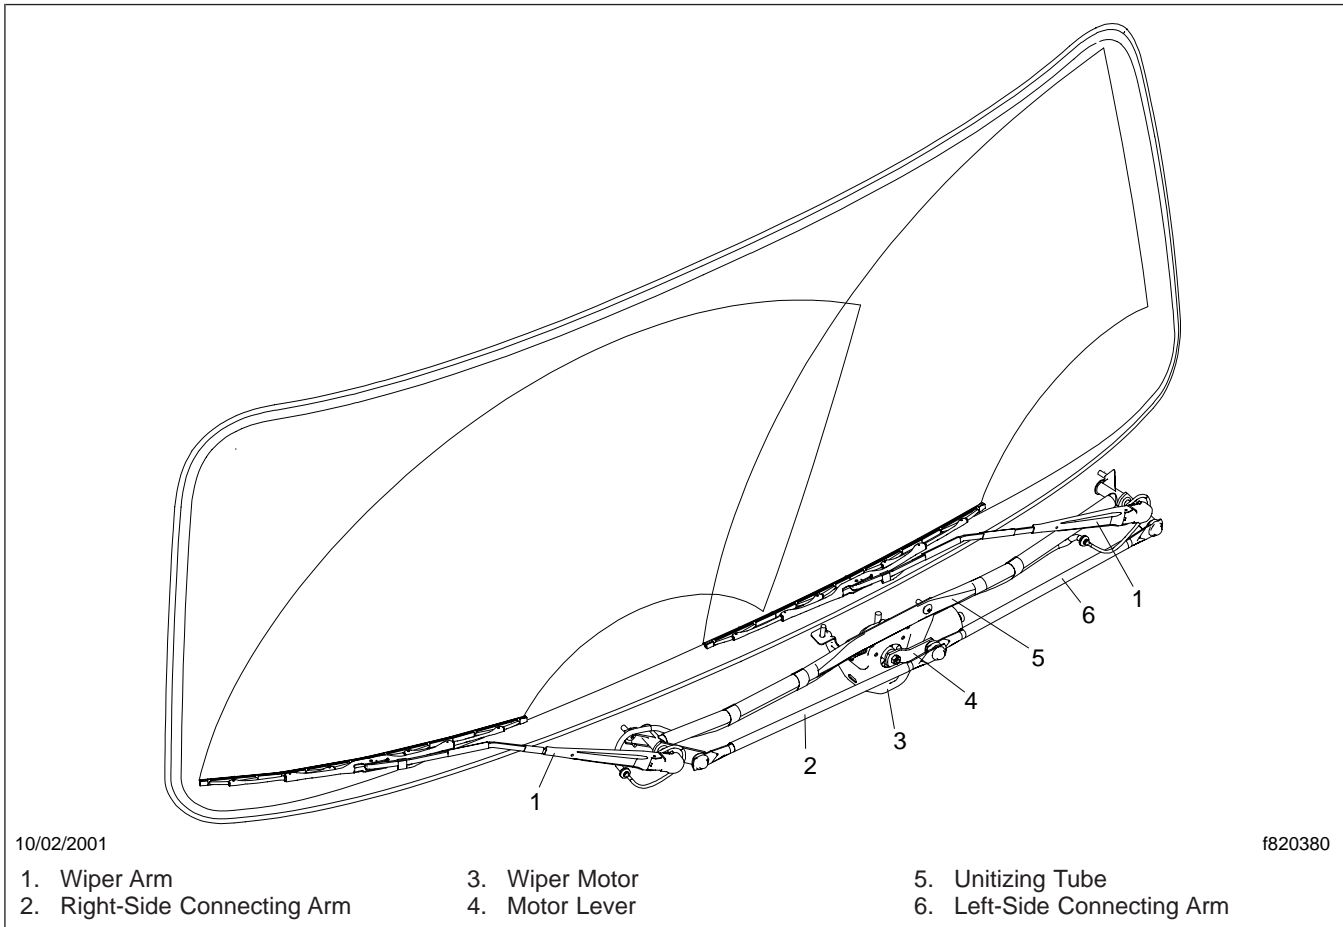 1
6
5
4
3
2
1
10/02/2001 f820380
1. Wiper Arm 3. Wiper Motor 5. Unitizing Tube
2. Right-Side Connecting Arm 4. Motor Lever 6. Left-Side Connecting Arm